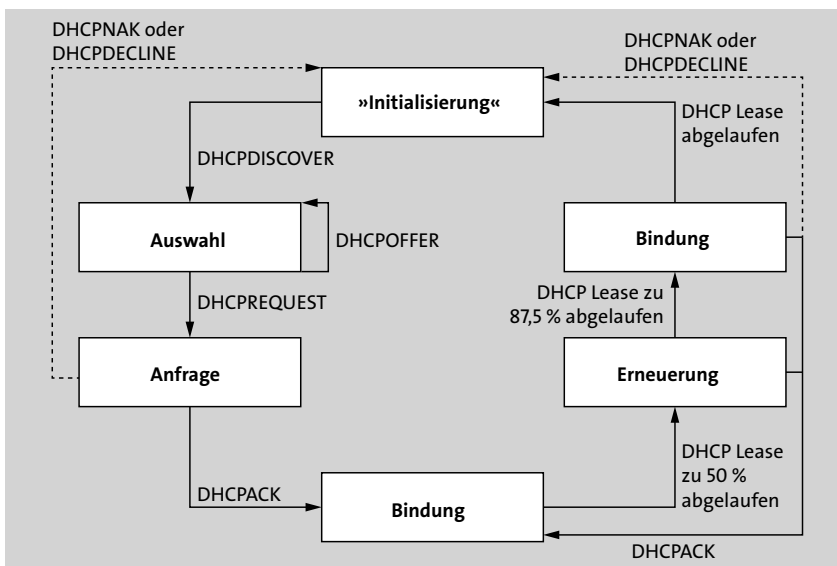 DHCPNAK oder
DHCPDECLINE
DHCPNAK oder
DHCPDECLINE
»Initialisierung«
DHCP Lease
abgelaufen
DHCPDISCOVER
Auswahl
DHCPOFFER
Bindung
DHCPREQUEST
DHCP Lease zu
87,5 % abgelaufen
Anfrage
Erneuerung
DHCP Lease
zu 50 %
abgelaufen
DHCPACK
Bindung
DHCPACK